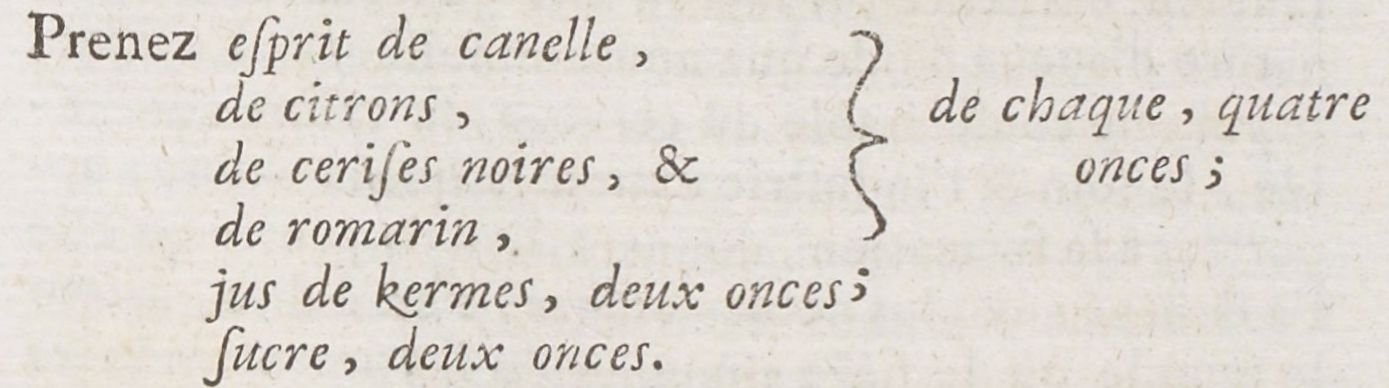 Prenez eſprit de canelle,
de citrons,
de ceriſes noires, &
de romarin,
de chaque, quatre
onces;
jus de kermes, deux onces;
ſucre, deux onces.